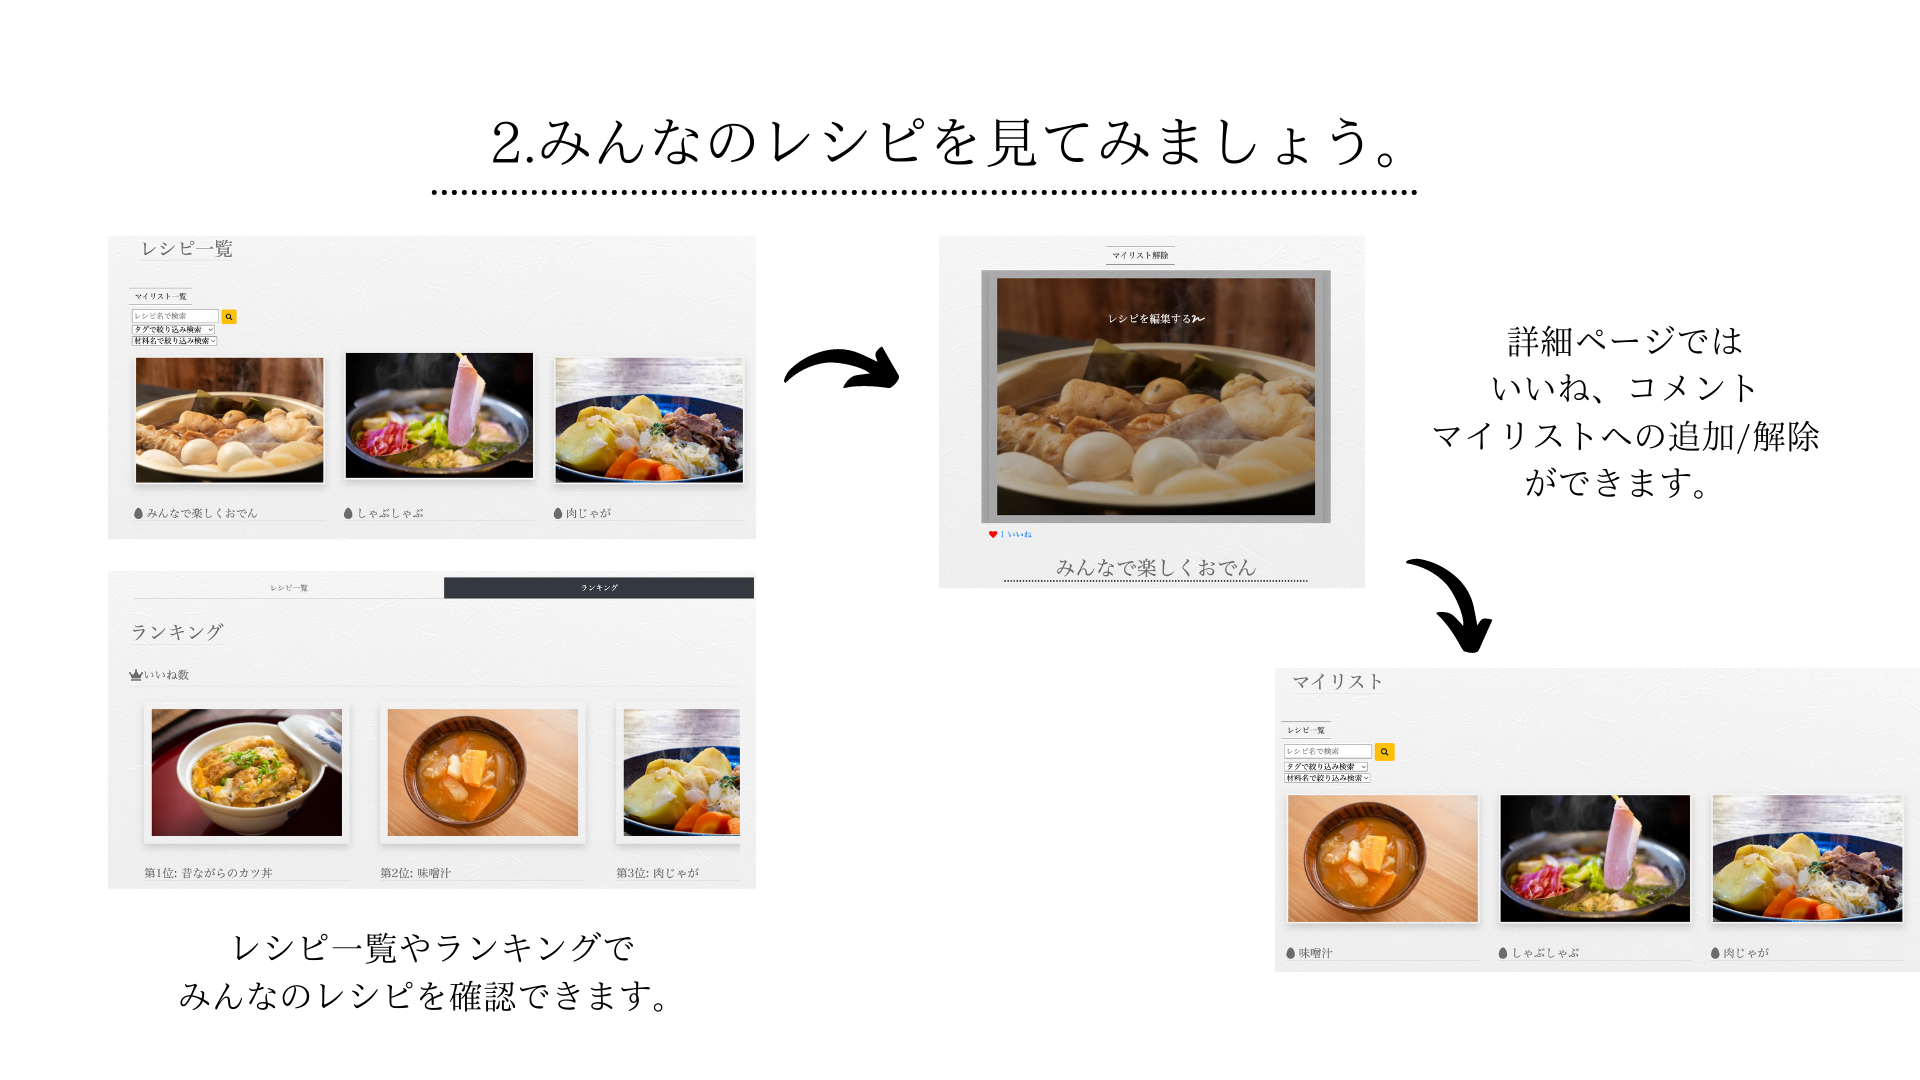 2.みんなのレシピを見てみましょう。
レシピ一覧
マイリスト一覧
レシピ名で検索
タグで絞り込み検索
材料名で絞り込み検索
みんなで楽しくおでん
しゃぶしゃぶ
肉じゃが
レシピ一覧
ランキング
ランキング
いいね数
第1位: 昔ながらのカツ丼
第2位: 味噌汁
第3位: 肉じゃが
レシピ一覧やランキングで
みんなのレシピを確認できます。
マイリスト解除
レシピを編集する
1 いいね
みんなで楽しくおでん
詳細ページでは
いいね、コメント
マイリストへの追加/解除
ができます。
マイリスト
レシピ一覧
レシピ名で検索
タグで絞り込み検索
材料名で絞り込み検索
味噌汁
しゃぶしゃぶ
肉じゃが